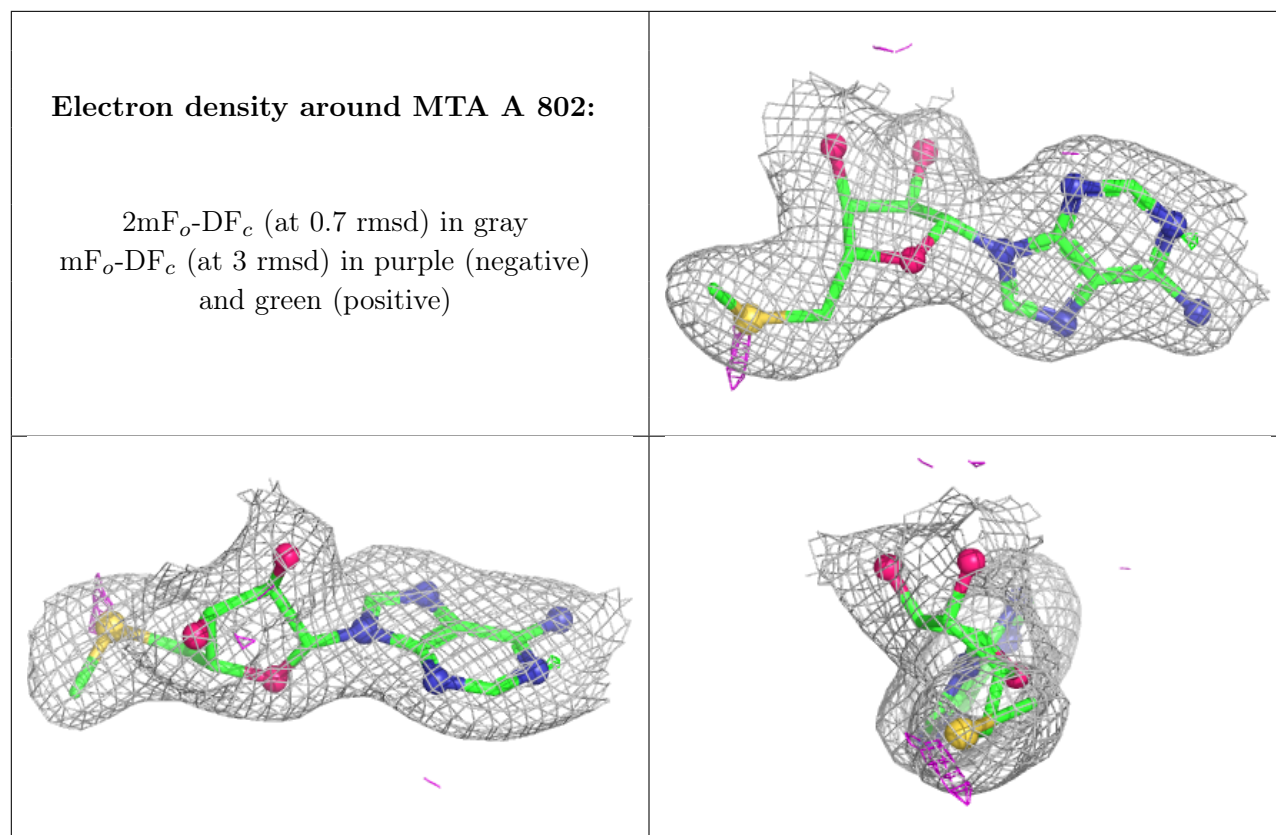 Electron density around MTA A 802:
2mFo-DFc (at 0.7 rmsd) in gray
mFo-DFc (at 3 rmsd) in purple (negative)
and green (positive)